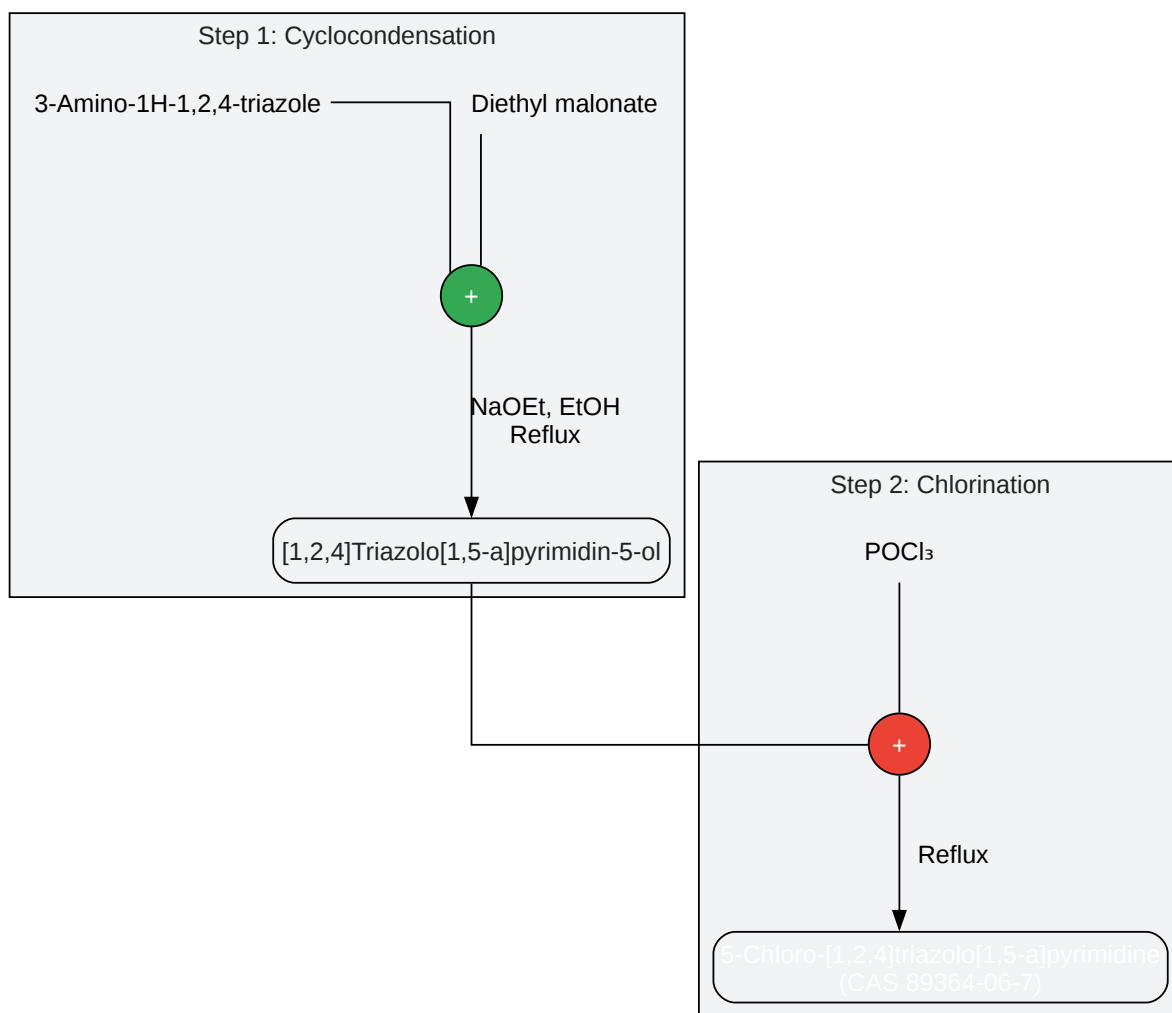 Step 1: Cyclocondensation
3-Amino-1H-1,2,4-triazole
Diethyl malonate
+
NaOEt, EtOH
Reflux
[1,2,4]Triazolo[1,5-a]pyrimidin-5-ol
Step 2: Chlorination
POCl₃
+
Reflux
5-Chloro-[1,2,4]triazolo[1,5-a]pyrimidine
(CAS 89364-06-7)